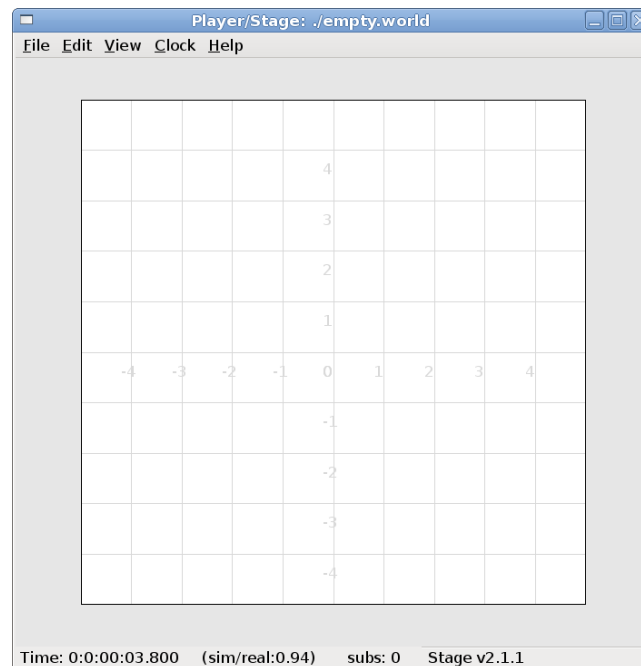 Player/Stage: ./empty.world
File Edit View Clock Help
4
3
2
1
-4 -3 -2 -1 0 1 2 3 4
-1
-2
-3
-4
Time: 0:0:00:03.800 (sim/real:0.94) subs: 0 Stage v2.1.1